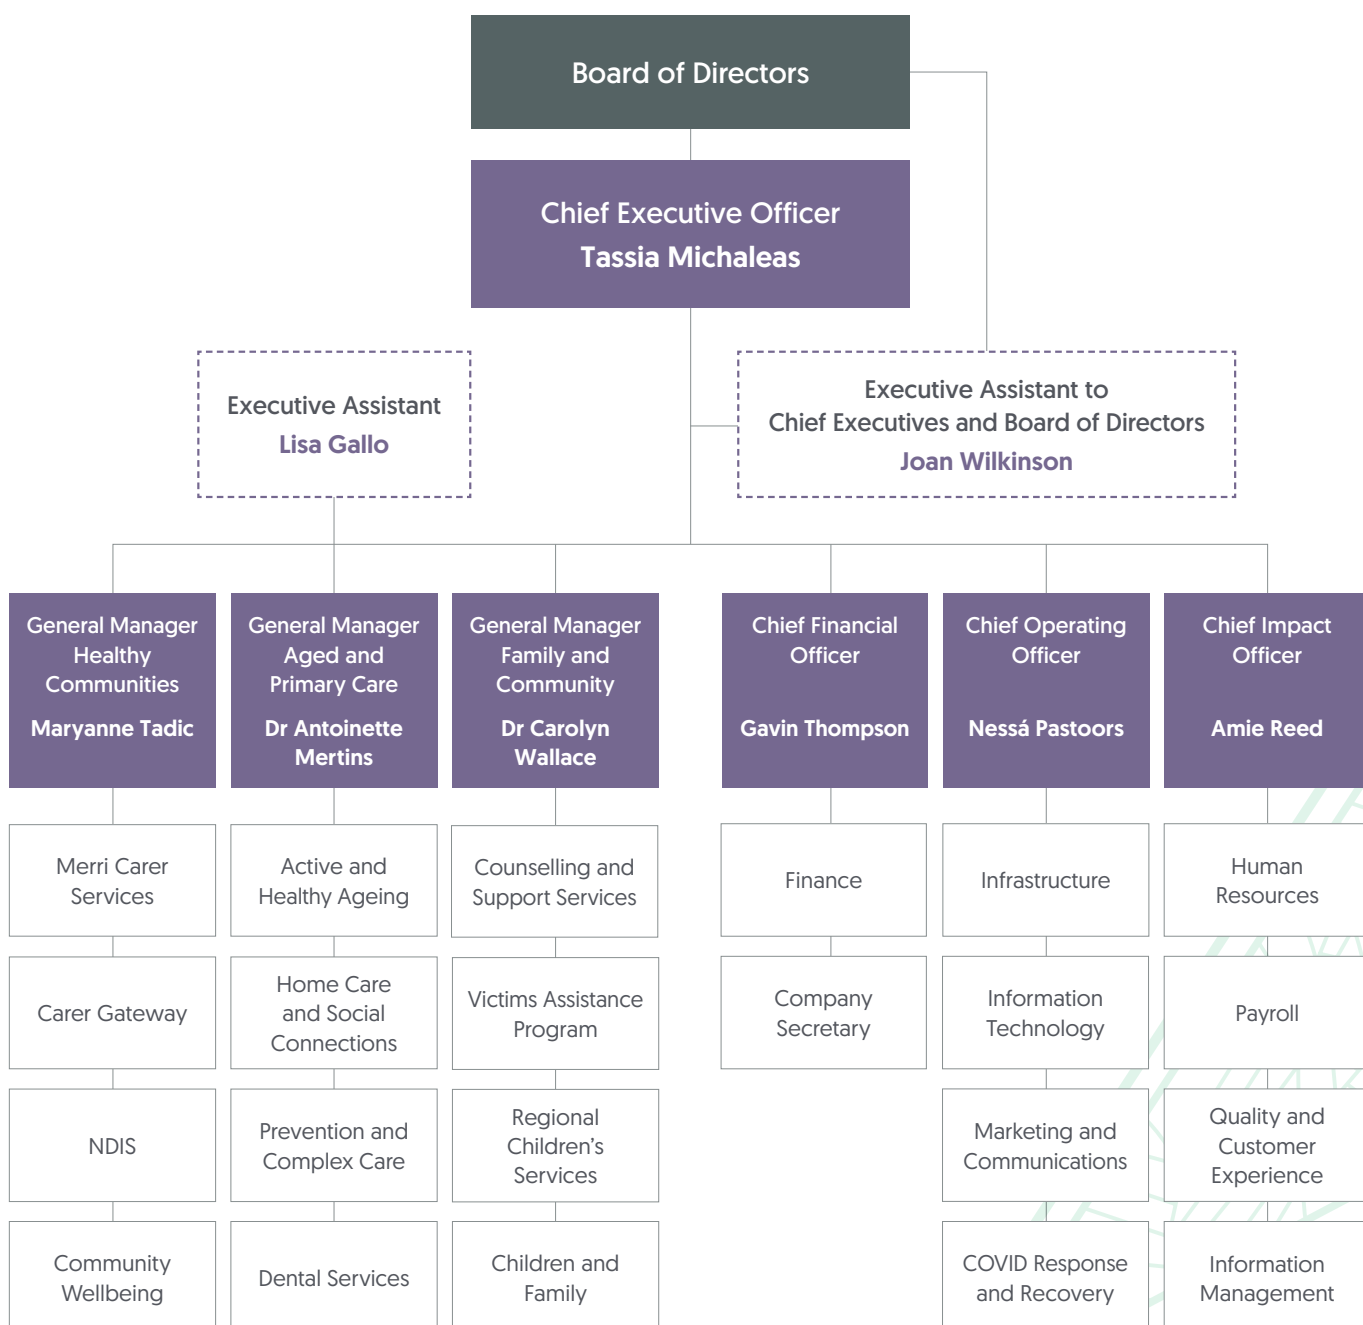 Board of Directors
Chief Executive Officer
Tassia Michaleas
Executive Assistant
Lisa Gallo
Executive Assistant to
Chief Executives and Board of Directors
Joan Wilkinson
General Manager
Healthy
Communities
Maryanne Tadic
General Manager
Aged and
Primary Care
Dr Antoinette
Mertins
General Manager
Family and
Community
Dr Carolyn
Wallace
Chief Financial
Officer
Gavin Thompson
Chief Operating
Officer
Nessá Pastoors
Chief Impact
Officer
Amie Reed
Merri Carer
Services
Carer Gateway
NDIS
Community
Wellbeing
Active and
Healthy Ageing
Home Care
and Social
Connections
Prevention and
Complex Care
Dental Services
Counselling and
Support Services
Victims Assistance
Program
Regional
Children’s
Services
Children and
Family
Finance
Company
Secretary
Infrastructure
Information
Technology
Marketing and
Communications
COVID Response
and Recovery
Human
Resources
Payroll
Quality and
Customer
Experience
Information
Management